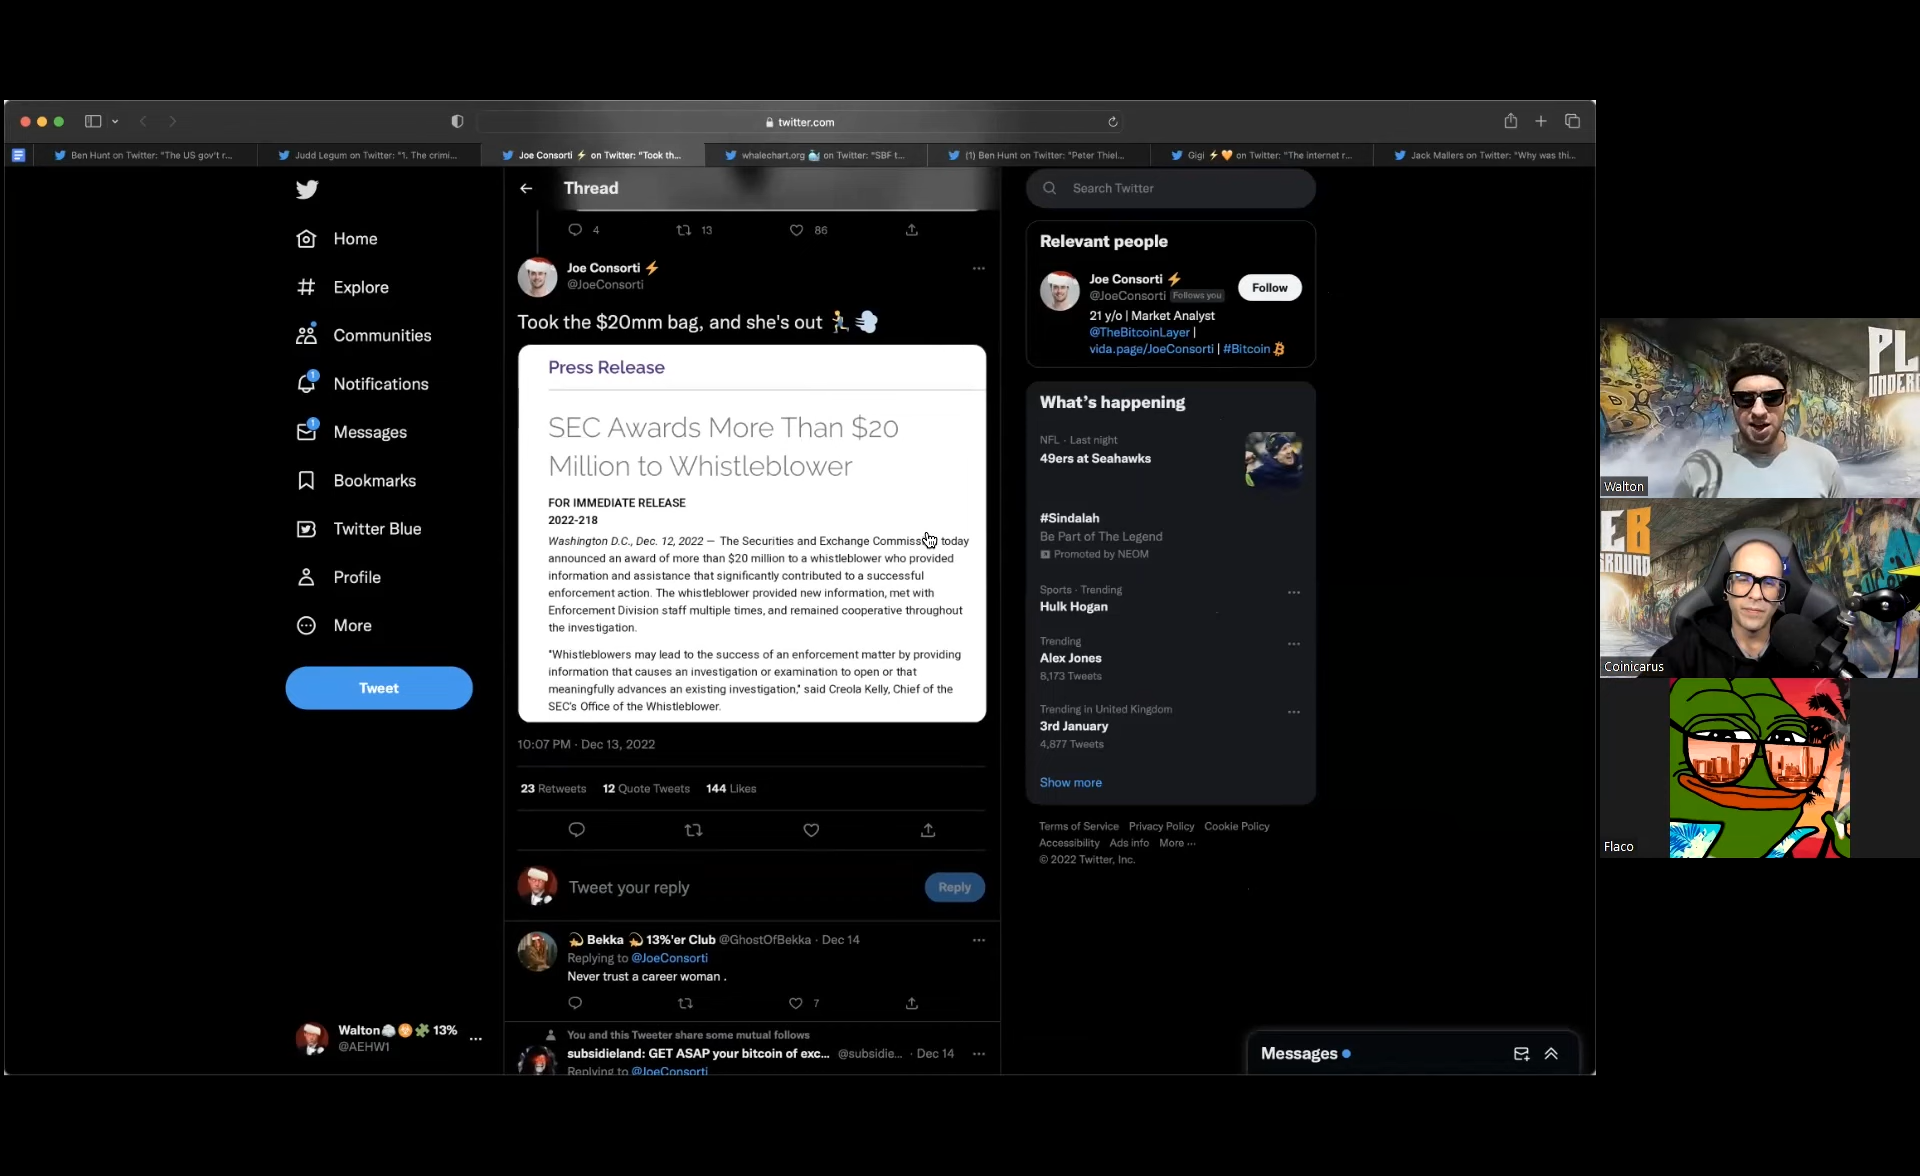 twitter.com
Ben Hunt on Twitter: "The US gov't r...
Judd Legum on Twitter: "1. The crimi...
Joe Consorti ⚡ on Twitter: "Took th...
whalechart.org 🐳 on Twitter: "SBF t...
(1) Ben Hunt on Twitter: "Peter Thiel...
Gigi ⚡🧡 on Twitter: "The internet r...
Jack Mallers on Twitter: "Why was thi...
Home
Explore
Communities
1
Notifications
1
Messages
Bookmarks
Twitter Blue
Profile
More
Tweet
Walton 13%
@AEHW1
Thread
4
13
86
Joe Consorti ⚡
@JoeConsorti
Took the $20mm bag, and she's out 🏃‍♂️💨
Press Release
SEC Awards More Than $20
Million to Whistleblower
FOR IMMEDIATE RELEASE
2022-218
Washington D.C., Dec. 12, 2022 — The Securities and Exchange Commiss today
announced an award of more than $20 million to a whistleblower who provided
information and assistance that significantly contributed to a successful
enforcement action. The whistleblower provided new information, met with
Enforcement Division staff multiple times, and remained cooperative throughout
the investigation.
"Whistleblowers may lead to the success of an enforcement matter by providing
information that causes an investigation or examination to open or that
meaningfully advances an existing investigation," said Creola Kelly, Chief of the
SEC's Office of the Whistleblower.
10:07 PM · Dec 13, 2022
23 Retweets 12 Quote Tweets 144 Likes
Tweet your reply
Reply
💫 Bekka 💫 13%'er Club @GhostOfBekka · Dec 14
Replying to @JoeConsorti
Never trust a career woman .
7
You and this Tweeter share some mutual follows
subsidieland: GET ASAP your bitcoin of exc... @subsidie... · Dec 14
Replying to @JoeConsorti
Search Twitter
Relevant people
Joe Consorti ⚡
@JoeConsorti Follows you
Follow
21 y/o | Market Analyst
@TheBitcoinLayer |
vida.page/JoeConsorti | #Bitcoin
What's happening
NFL · Last night
49ers at Seahawks
#Sindalah
Be Part of The Legend
Promoted by NEOM
Sports · Trending
Hulk Hogan
Trending
Alex Jones
8,173 Tweets
Trending in United Kingdom
3rd January
4,877 Tweets
Show more
Terms of Service Privacy Policy Cookie Policy
Accessibility Ads info More ···
© 2022 Twitter, Inc.
Messages
PL
UNDERG
Walton
EB
GROUND
Coinicarus
Flaco